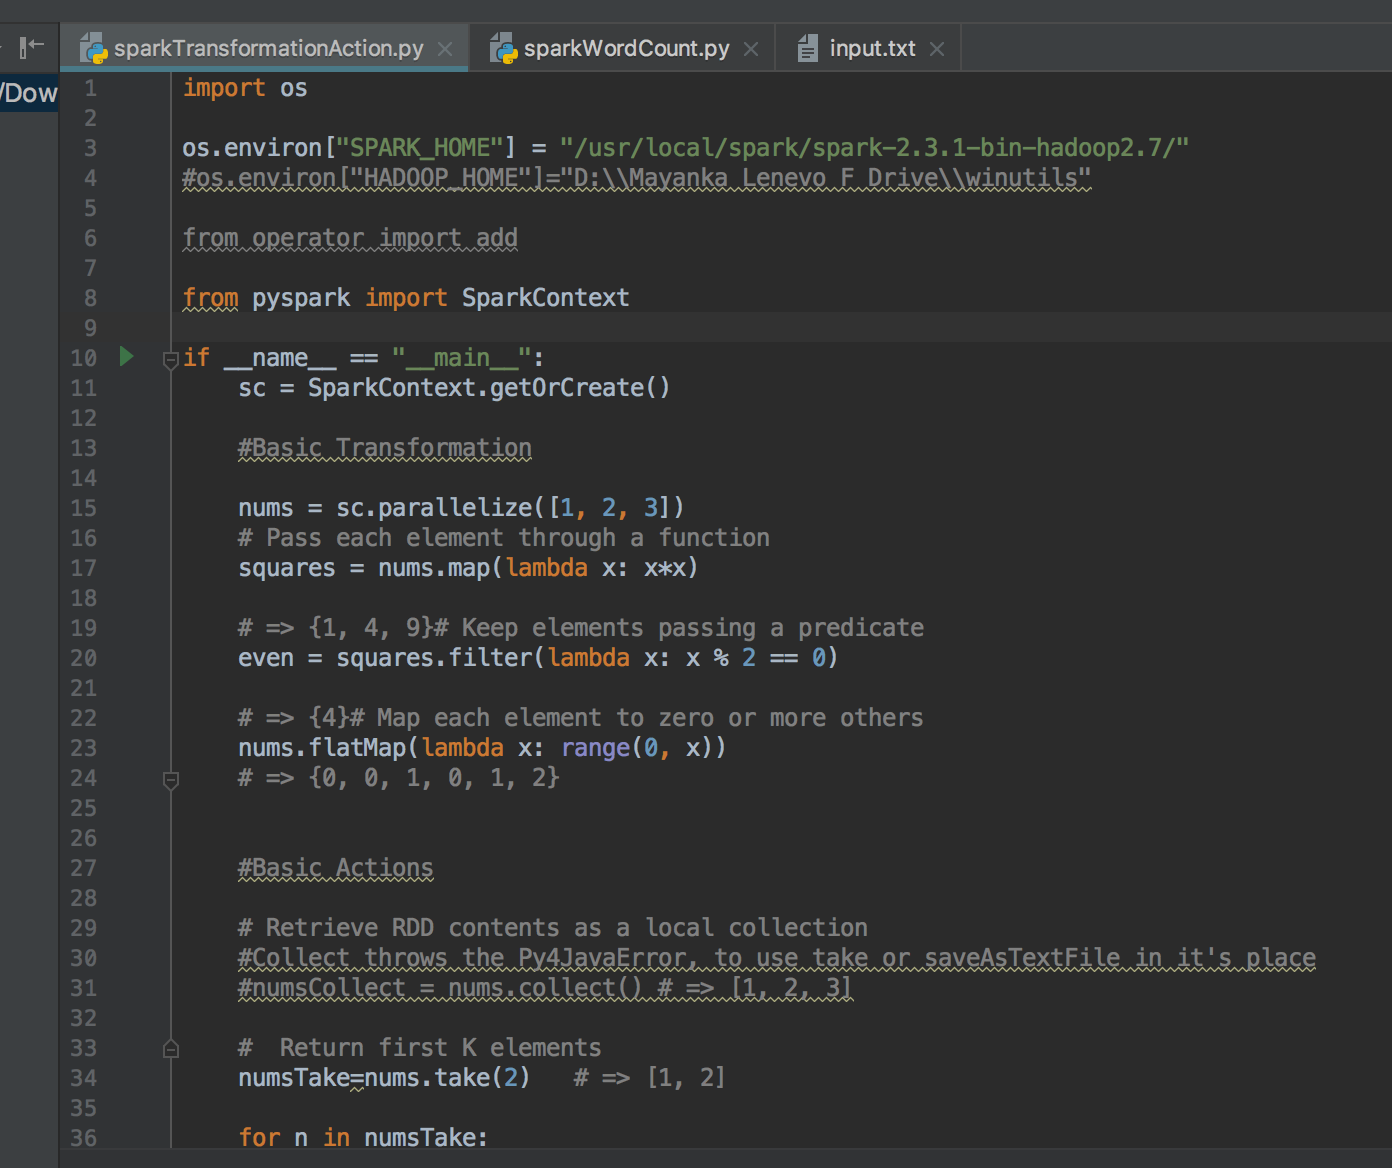 sparkTransformationAction.py sparkWordCount.py input.txt
/Dow
1 import os
2
3 os.environ["SPARK_HOME"] = "/usr/local/spark/spark-2.3.1-bin-hadoop2.7/"
4 #os.environ["HADOOP_HOME"]="D:\\Mayanka Lenevo F Drive\\winutils"
5
6 from operator import add
7
8 from pyspark import SparkContext
9
10 if __name__ == "__main__":
11 sc = SparkContext.getOrCreate()
12
13 #Basic Transformation
14
15 nums = sc.parallelize([1, 2, 3])
16 # Pass each element through a function
17 squares = nums.map(lambda x: x*x)
18
19 # => {1, 4, 9}# Keep elements passing a predicate
20 even = squares.filter(lambda x: x % 2 == 0)
21
22 # => {4}# Map each element to zero or more others
23 nums.flatMap(lambda x: range(0, x))
24 # => {0, 0, 1, 0, 1, 2}
25
26
27 #Basic Actions
28
29 # Retrieve RDD contents as a local collection
30 #Collect throws the Py4JavaError, to use take or saveAsTextFile in it's place
31 #numsCollect = nums.collect() # => [1, 2, 3]
32
33 #  Return first K elements
34 numsTake=nums.take(2)   # => [1, 2]
35
36 for n in numsTake: